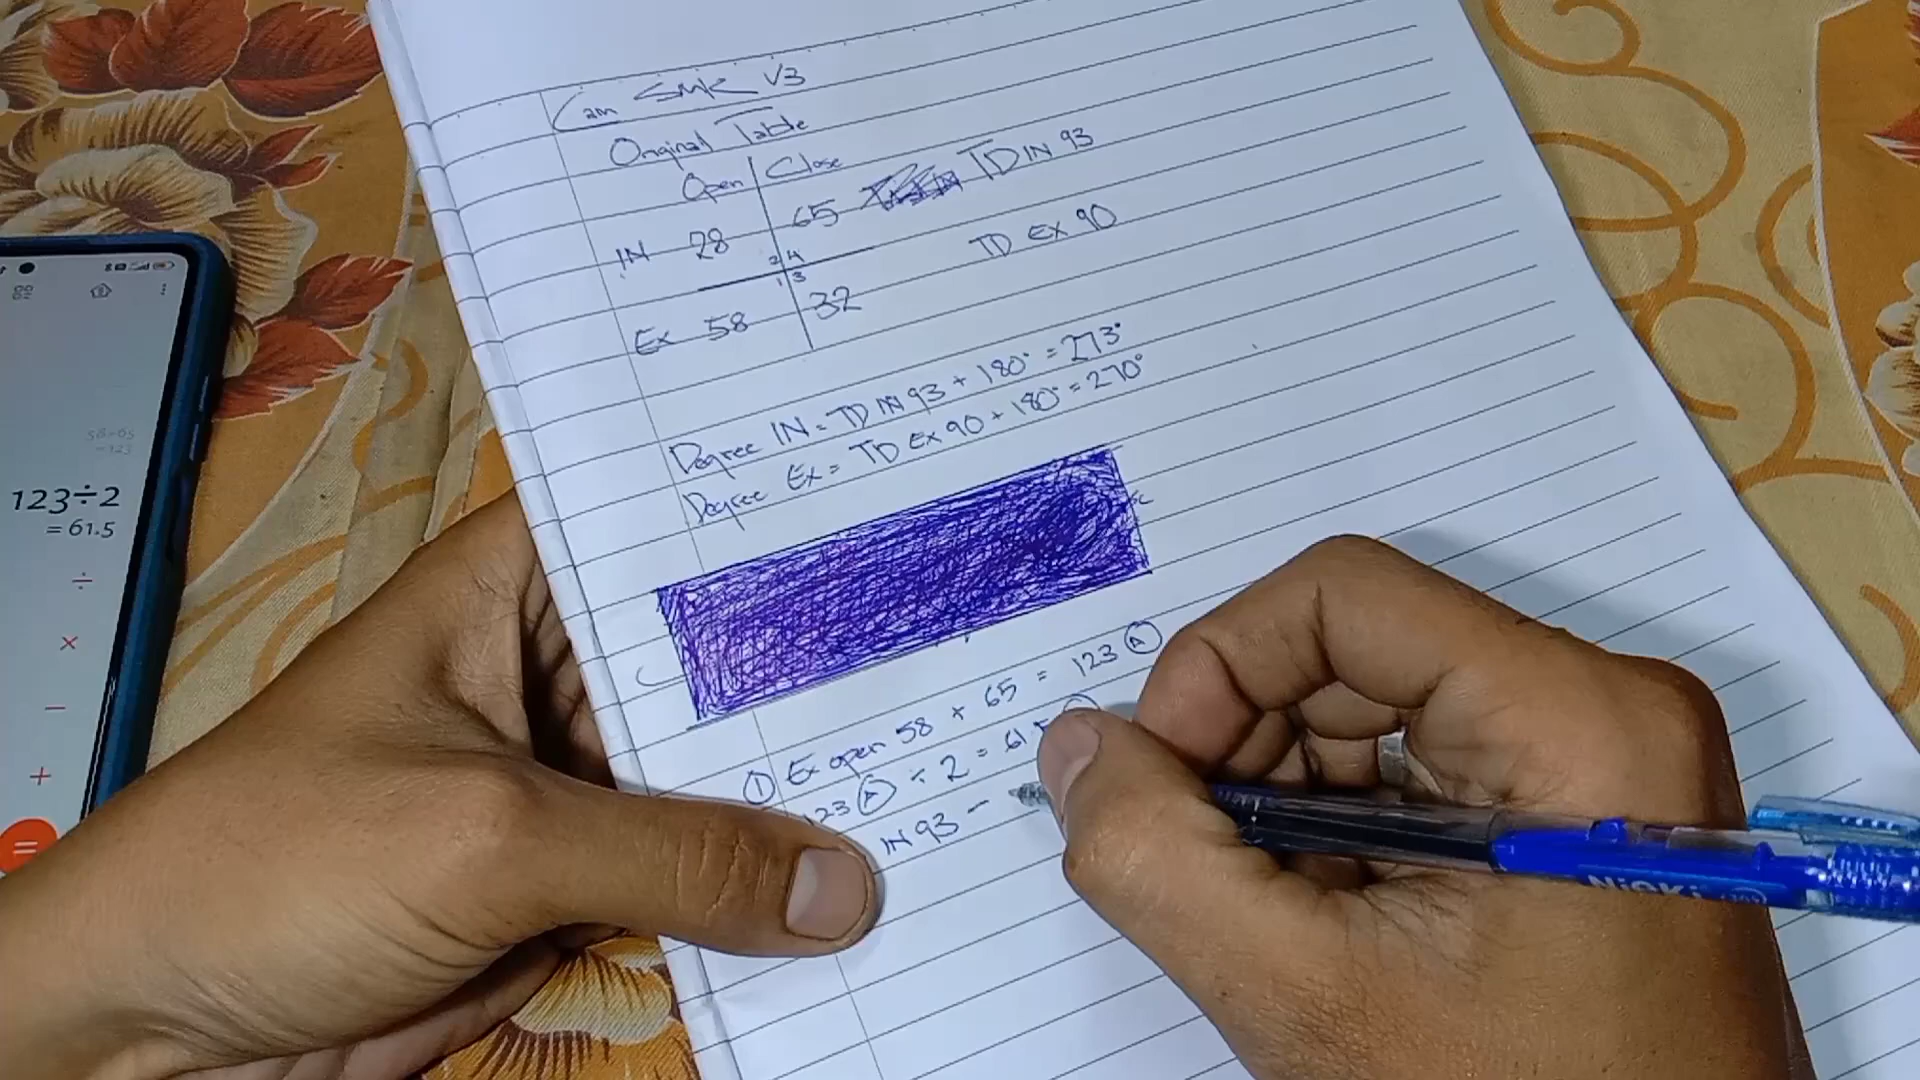 Cam SMK V3
Original Table
Open Close
IN 28 65 TD IN 93
2 4
1 3
TD EX 90
Ex 58 32
Degree IN = TD IN 93 + 180° = 273°
Degree Ex = TD Ex 90 + 180° = 270°
① Ex open 58 + 65 = 123 Ⓐ
123 Ⓐ ÷ 2 = 61.5
IN 93 -
58+65
=123
123÷2
= 61.5
÷
×
−
+
=